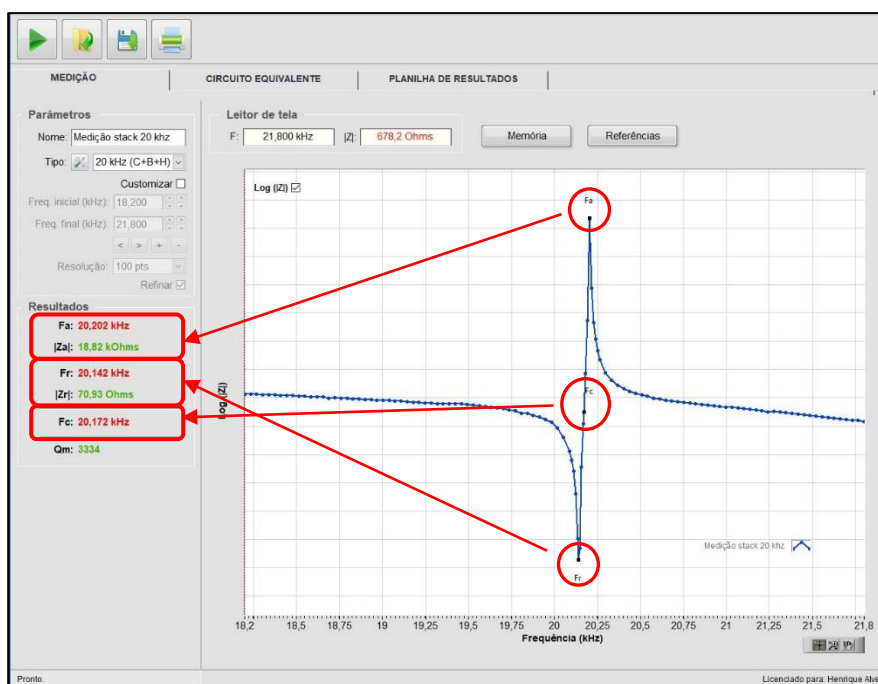 MEDIÇÃO
CIRCUITO EQUIVALENTE
PLANILHA DE RESULTADOS
Parâmetros
Nome: Medição stack 20 khz
Tipo: 20 kHz (C+B+H)
Customizar
Freq. inicial (kHz): 18,200
Freq. final (kHz): 21,800
< > + -
Resolução: 100 pts
Refinar
Resultados
Fa: 20,202 kHz
|Za|: 18,82 kOhms
Fr: 20,142 kHz
|Zr|: 70,93 Ohms
Fc: 20,172 kHz
Qm: 3334
Leitor de tela
F: 21,800 kHz |Z|: 678,2 Ohms
Memória
Referências
Log (|Z|)
Fa
Fc
Fr
Log (|Z|)
Medição stack 20 khz
18,2 18,5 18,75 19 19,25 19,5 19,75 20 20,25 20,5 20,75 21 21,25 21,5 21,8
Frequência (kHz)
Pronto.
Licenciado para: Henrique Alve